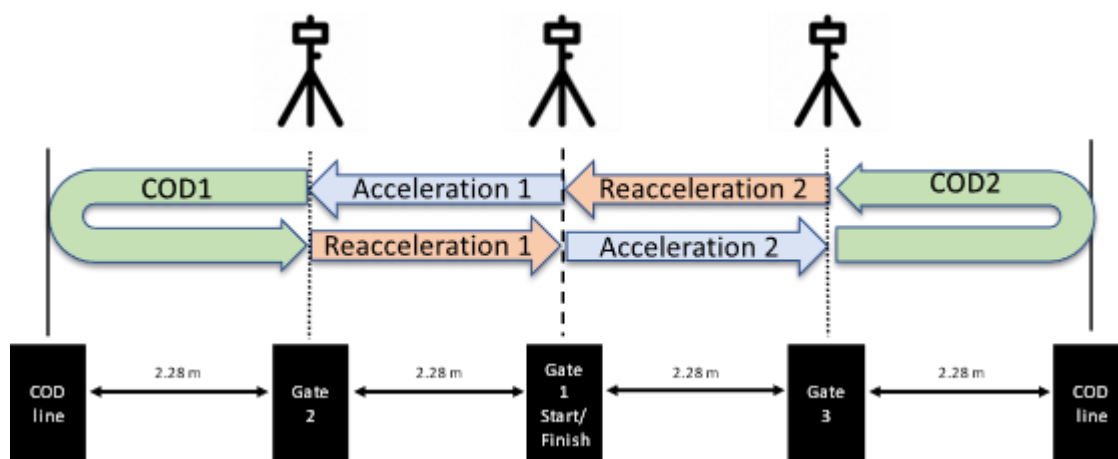 COD1
Acceleration 1
Reacceleration 2
COD2
Reacceleration 1
Acceleration 2
COD
line
2.28 m
Gate
2
2.28 m
Gate
1
Start/
Finish
2.28 m
Gate
3
2.28 m
COD
line